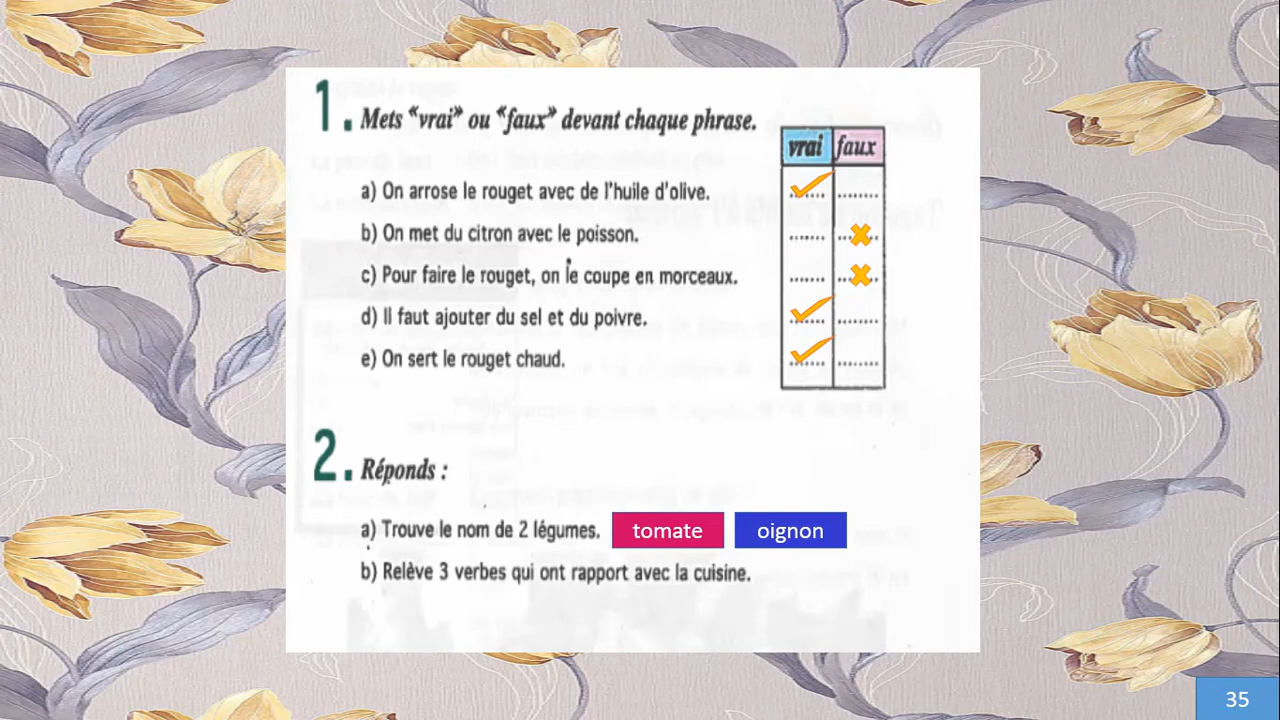 1. Mets "vrai" ou "faux" devant chaque phrase.
vrai faux
a) On arrose le rouget avec de l'huile d'olive. ....... .......
b) On met du citron avec le poisson. ....... .......
c) Pour faire le rouget, on le coupe en morceaux. ....... .......
d) Il faut ajouter du sel et du poivre. ....... .......
e) On sert le rouget chaud. ....... .......
2. Réponds :
a) Trouve le nom de 2 légumes. tomate oignon
b) Relève 3 verbes qui ont rapport avec la cuisine.
35